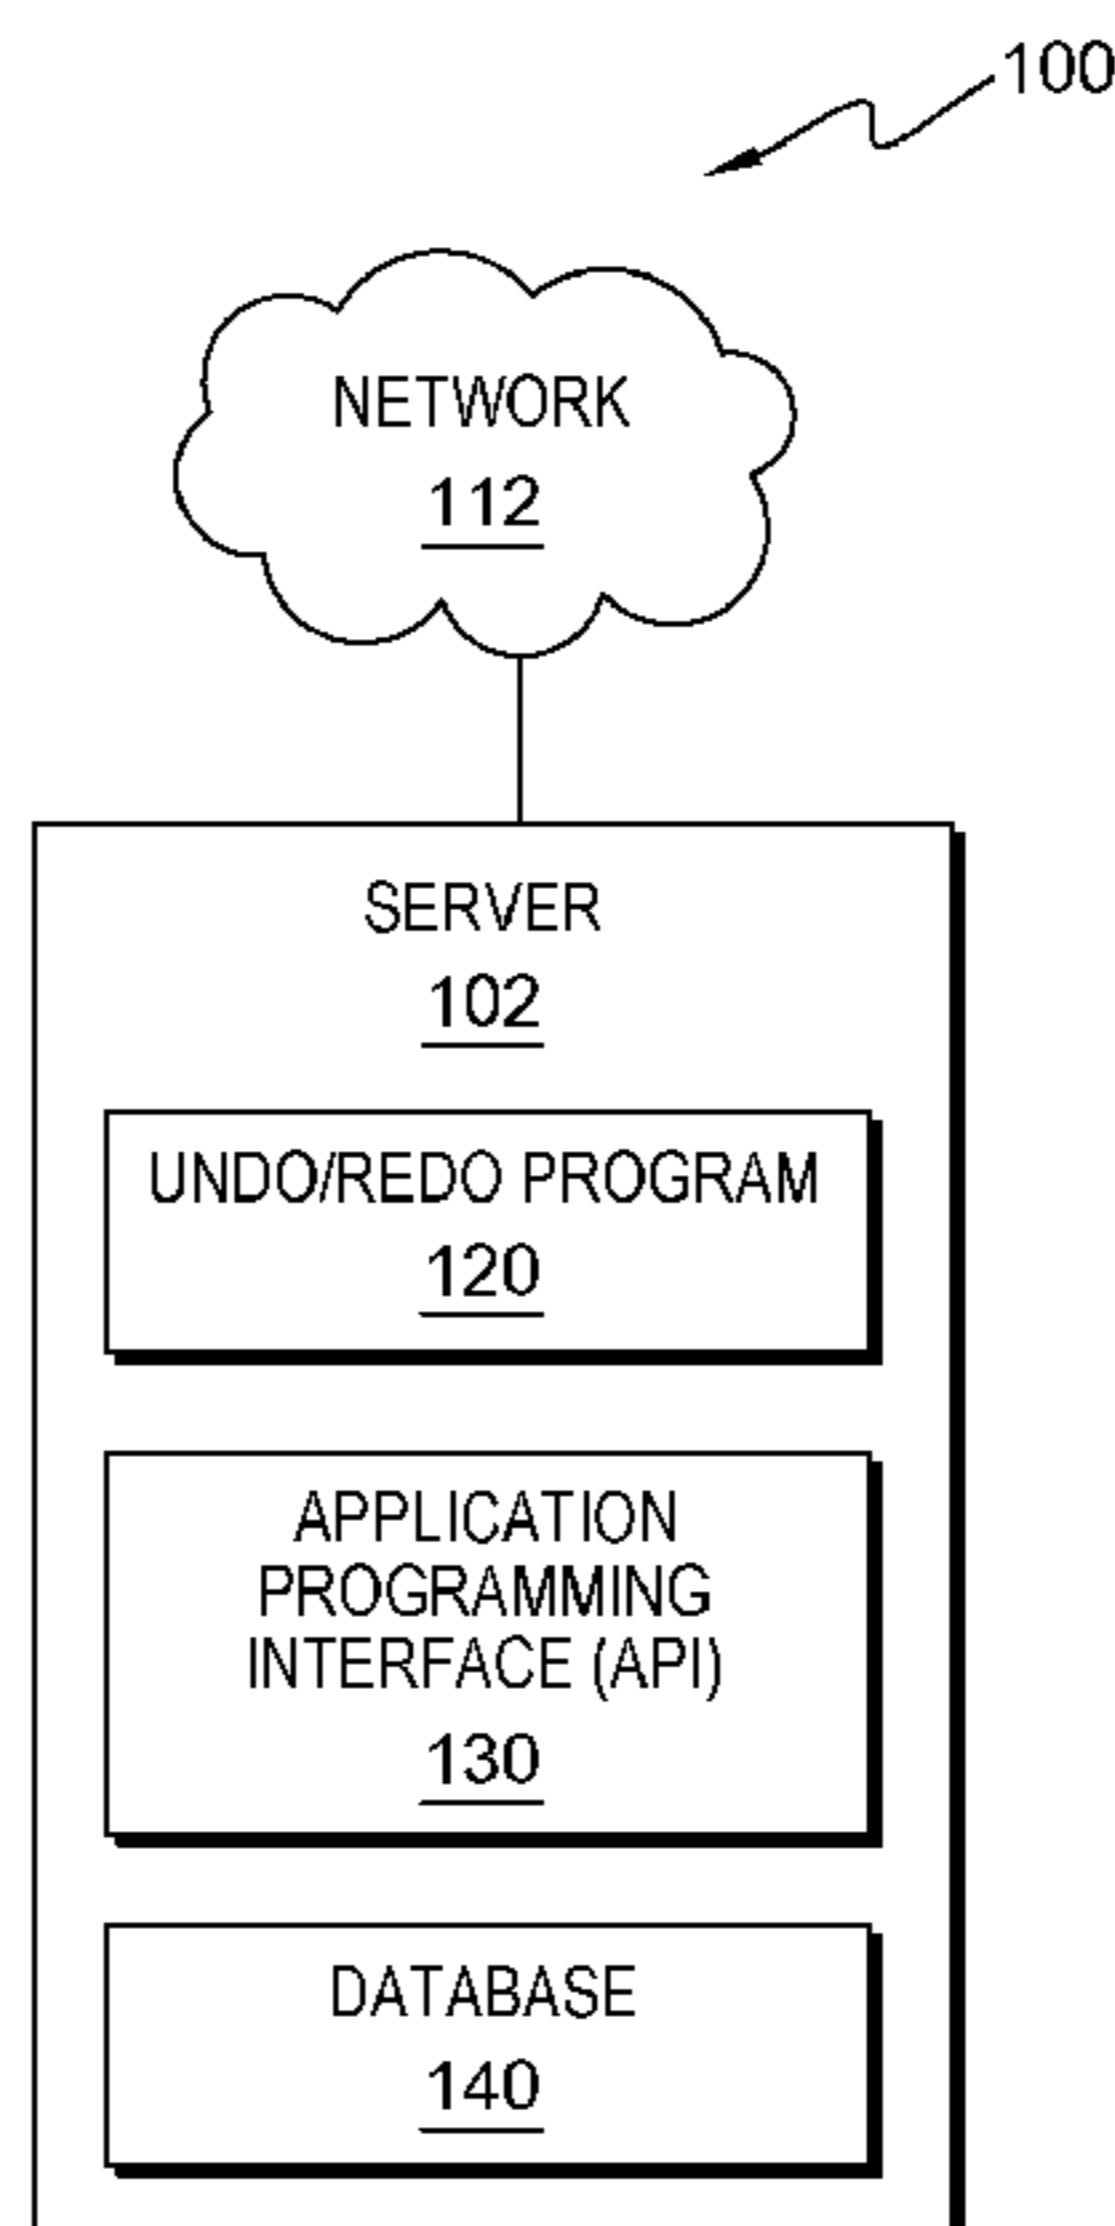 100
NETWORK
112
SERVER
102
UNDO/REDO PROGRAM
120
APPLICATION
PROGRAMMING
INTERFACE (API)
130
DATABASE
140